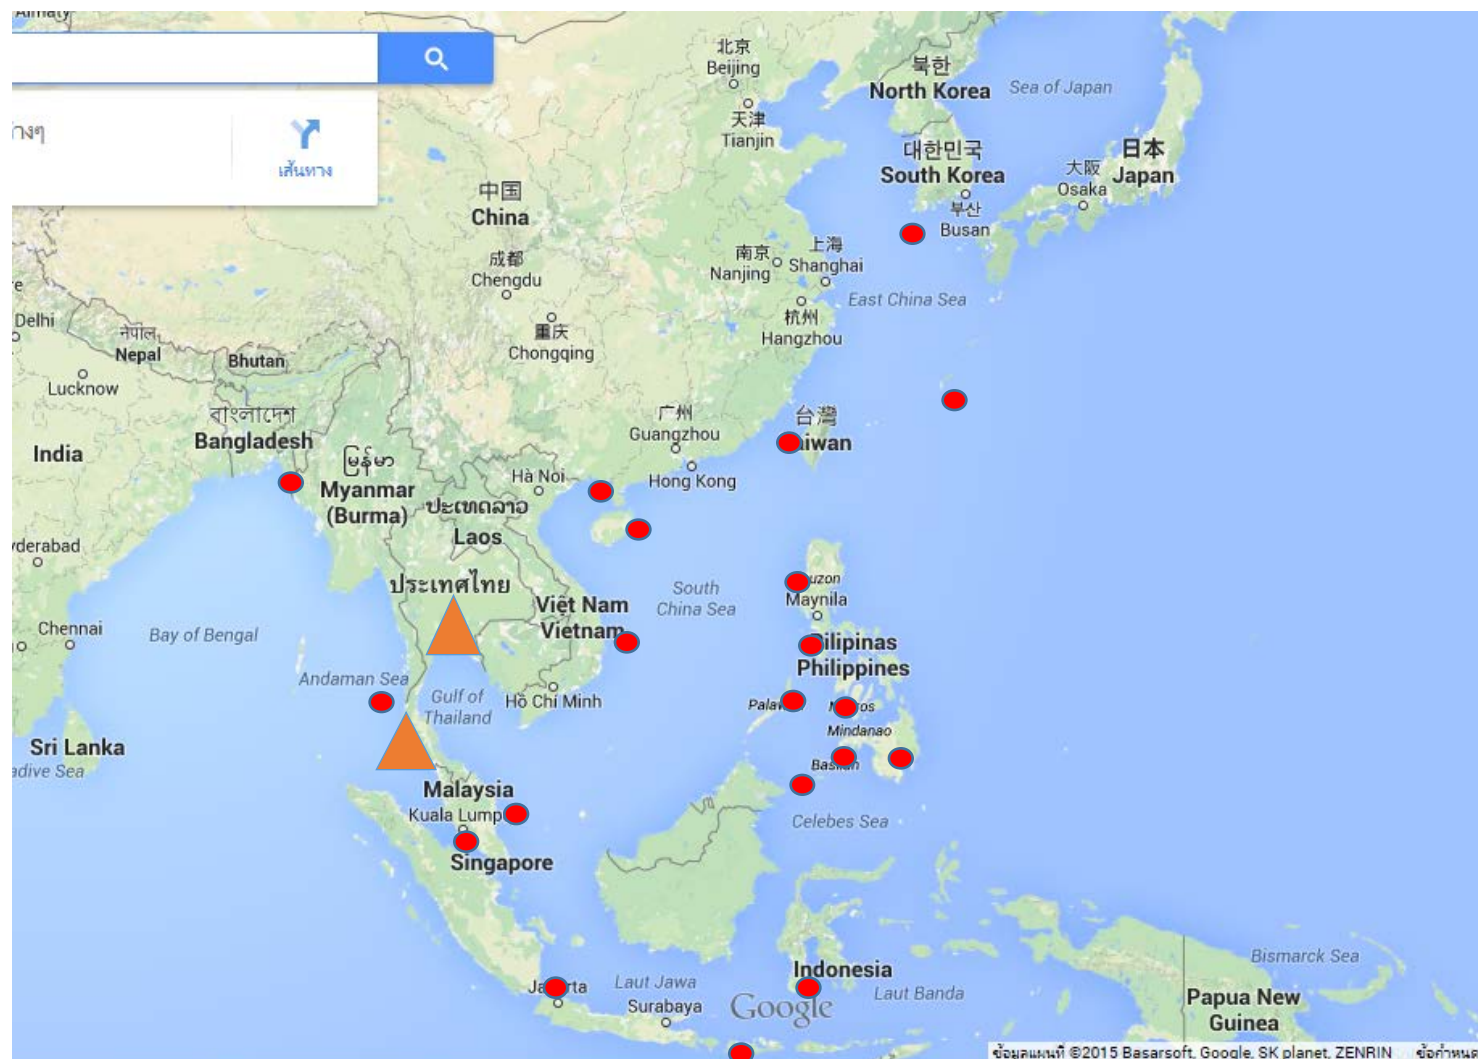 Almaty
北京
Beijing
북한
North Korea
Sea of Japan
างๆ
เส้นทาง
天津
Tianjin
대한민국
South Korea
日本
Japan
大阪
Osaka
부산
Busan
中国
China
成都
Chengdu
南京
Nanjing
上海
Shanghai
East China Sea
杭州
Hangzhou
重庆
Chongqing
Delhi
नेपाल
Nepal
Bhutan
Lucknow
বাংলাদেশ
Bangladesh
广州
Guangzhou
台灣
aiwan
India
မြန်မာ
Myanmar
(Burma)
Hà Nội
Hong Kong
ປະເທດລາວ
Laos
yderabad
ประเทศไทย
South
China Sea
uzon
Maynila
Việt Nam
Vietnam
Chennai
Bay of Bengal
ilipinas
Philippines
Andaman Sea
Gulf of
Thailand
Hồ Chí Minh
Palaw
Mindanao
Sri Lanka
adive Sea
Malaysia
Kuala Lump
Celebes Sea
Singapore
Indonesia
Laut Jawa
Surabaya
Google
Laut Banda
Bismarck Sea
Papua New
Guinea
ข้อมูลแผนที่ ©2015 Basarsoft, Google, SK planet, ZENRIN